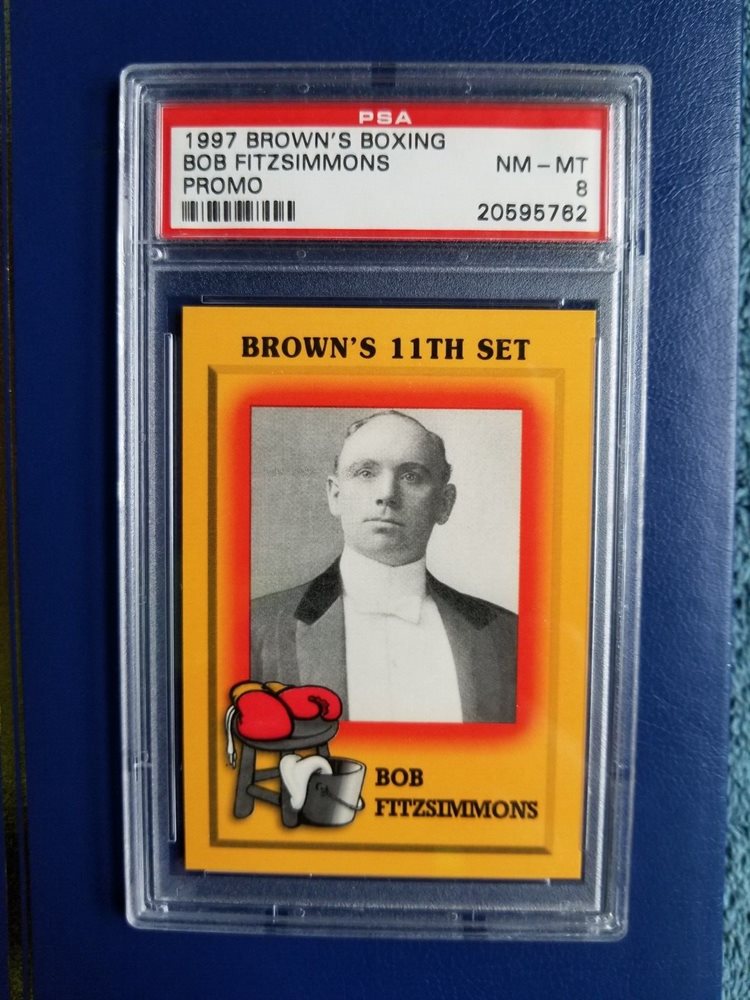 PSA
1997 BROWN'S BOXING
BOB FITZSIMMONS NM - MT
PROMO 8
20595762
BROWN'S 11TH SET
BOB
FITZSIMMONS